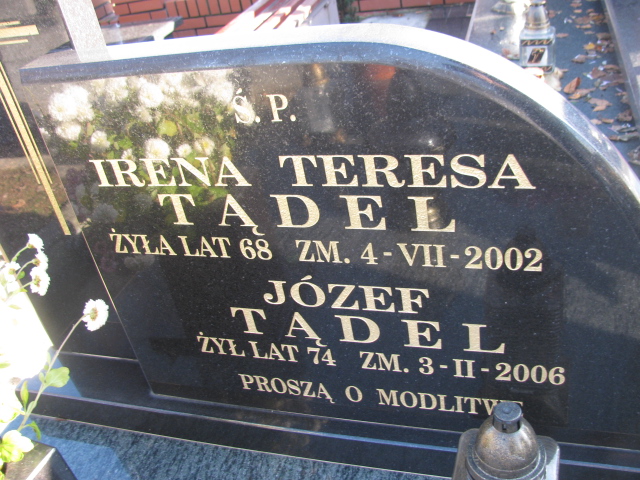 Ś. P.
IRENA TERESA
TĄDEL
ŻYŁA LAT 68 ZM. 4-VII-2002
JÓZEF
TĄDEL
ŻYŁ LAT 74 ZM. 3-II-2006
PROSZĄ O MODLITWĘ